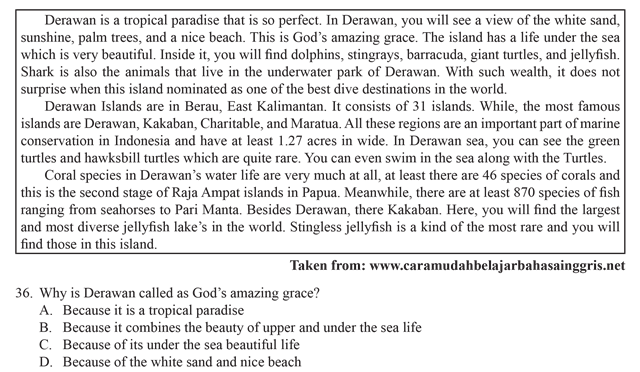 Derawan is a tropical paradise that is so perfect. In Derawan, you will see a view of the white sand,
sunshine, palm trees, and a nice beach. This is God's amazing grace. The island has a life under the sea
which is very beautiful. Inside it, you will find dolphins, stingrays, barracuda, giant turtles, and jellyfish.
Shark is also the animals that live in the underwater park of Derawan. With such wealth, it does not
surprise when this island nominated as one of the best dive destinations in the world.
Derawan Islands are in Berau, East Kalimantan. It consists of 31 islands. While, the most famous
islands are Derawan, Kakaban, Charitable, and Maratua. All these regions are an important part of marine
conservation in Indonesia and have at least 1.27 acres in wide. In Derawan sea, you can see the green
turtles and hawksbill turtles which are quite rare. You can even swim in the sea along with the Turtles.
Coral species in Derawan's water life are very much at all, at least there are 46 species of corals and
this is the second stage of Raja Ampat islands in Papua. Meanwhile, there are at least 870 species of fish
ranging from seahorses to Pari Manta. Besides Derawan, there Kakaban. Here, you will find the largest
and most diverse jellyfish lake's in the world. Stingless jellyfish is a kind of the most rare and you will
find those in this island.
Taken from: www.caramudahbelajarbahasainggris.net
36. Why is Derawan called as God's amazing grace?
A. Because it is a tropical paradise
B. Because it combines the beauty of upper and under the sea life
C. Because of its under the sea beautiful life
D. Because of the white sand and nice beach